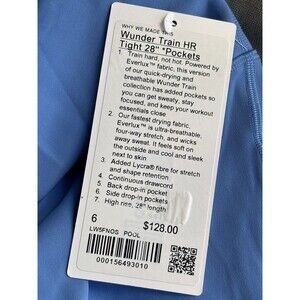 WHY WE MADE THIS
Wunder Train HR
Tight 28" *Pockets
1. Train hard, not hot. Powered by
Everlux™ fabric, this version
of our quick-drying and
breathable Wunder Train
collection has added pockets so
you can get sweaty, stay
focused, and keep your workout
essentials close
2. Our fastest drying fabric,
Everlux™ is ultra-breathable,
four-way stretch, and wicks
away sweat. It feels soft on
the outside and cool and sleek
next to skin
3. Added Lycra® fibre for stretch
and shape retention
4. Continuous drawcord
5. Back drop-in pocket
6. Side drop-in pockets
7. High rise, 28" length
6
$128.00
LW5FNOS POOL
000156493010